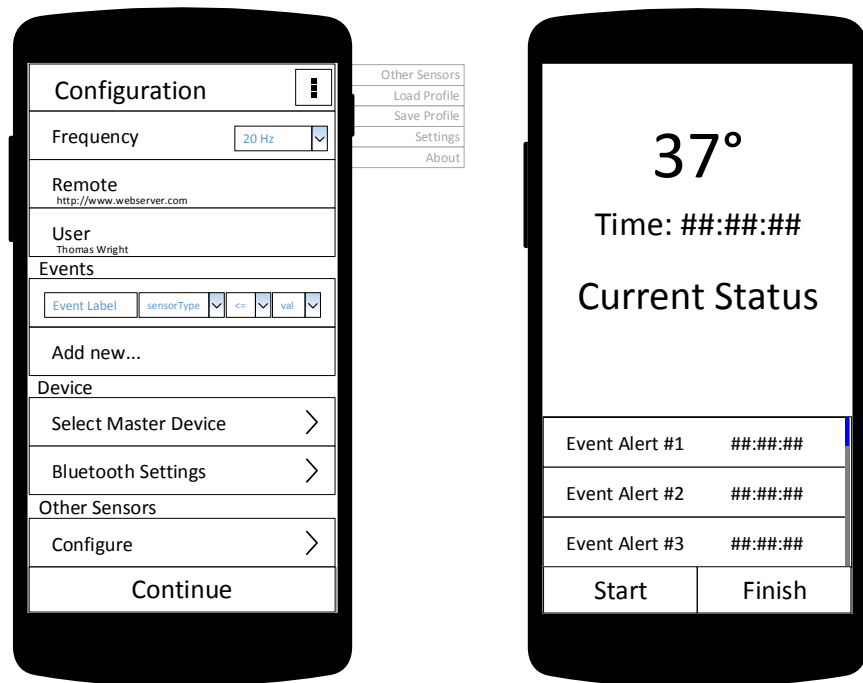 Configuration
Other Sensors
Load Profile
Save Profile
Settings
About
Frequency 20 Hz
Remote
http://www.webserver.com
User
Thomas Wright
Events
Event Label sensorType <= val
Add new...
Device
Select Master Device
Bluetooth Settings
Other Sensors
Configure
Continue
37°
Time: ##:##:##
Current Status
Event Alert #1 ##:##:##
Event Alert #2 ##:##:##
Event Alert #3 ##:##:##
Start Finish